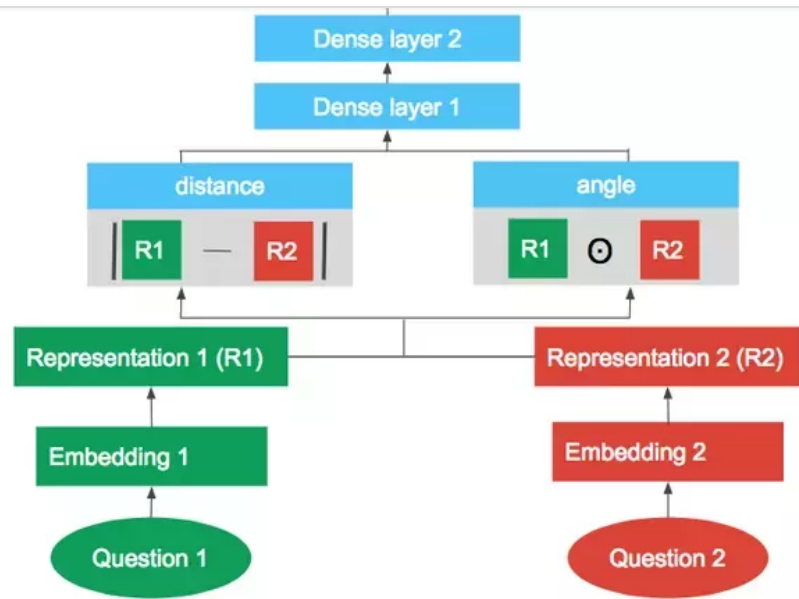 Dense layer 2
Dense layer 1
distance
angle
| R1 — R2 |
R1 ⊙ R2
Representation 1 (R1)
Representation 2 (R2)
Embedding 1
Embedding 2
Question 1
Question 2